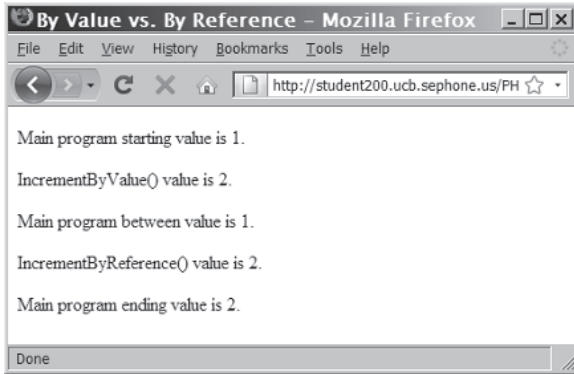 By Value vs. By Reference – Mozilla Firefox
File Edit View History Bookmarks Tools Help
http://student200.ucb.sephone.us/PH
Main program starting value is 1.
IncrementByValue() value is 2.
Main program between value is 1.
IncrementByReference() value is 2.
Main program ending value is 2.
Done